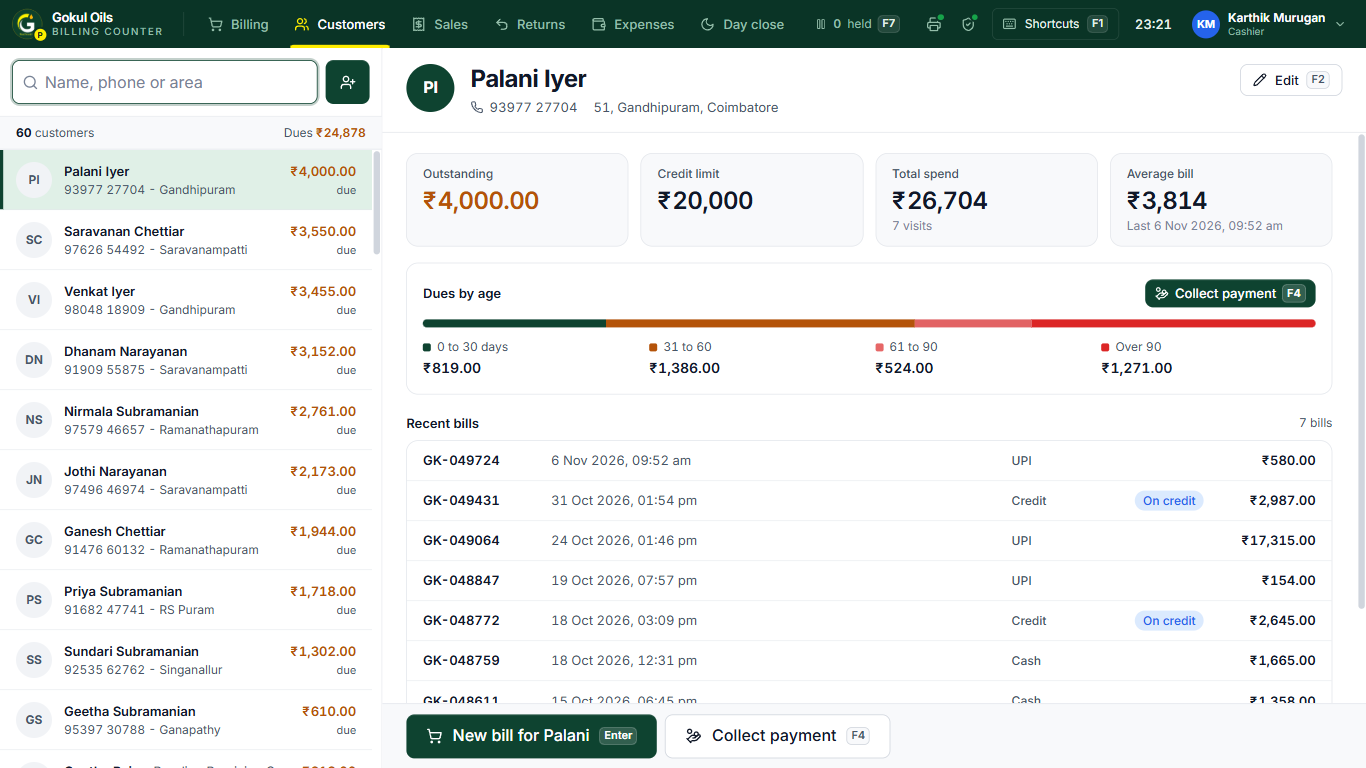 Gokul Oils
BILLING COUNTER
Billing
Customers
Sales
Returns
Expenses
Day close
0 held F7
Shortcuts F1
23:21
KM
Karthik Murugan
Cashier
Name, phone or area
60 customers
Dues ₹24,878
PI
Palani Iyer
₹4,000.00
93977 27704 - Gandhipuram
due
SC
Saravanan Chettiar
₹3,550.00
97626 54492 - Saravanampatti
due
VI
Venkat Iyer
₹3,455.00
98048 18909 - Gandhipuram
due
DN
Dhanam Narayanan
₹3,152.00
91909 55875 - Saravanampatti
due
NS
Nirmala Subramanian
₹2,761.00
97579 46657 - Ramanathapuram
due
JN
Jothi Narayanan
₹2,173.00
97496 46974 - Saravanampatti
due
GC
Ganesh Chettiar
₹1,944.00
91476 60132 - Ramanathapuram
due
PS
Priya Subramanian
₹1,718.00
91682 47741 - RS Puram
due
SS
Sundari Subramanian
₹1,302.00
92535 62762 - Singanallur
due
GS
Geetha Subramanian
₹610.00
95397 30788 - Ganapathy
due
PI
Palani Iyer
93977 27704
51, Gandhipuram, Coimbatore
Edit F2
Outstanding
₹4,000.00
Credit limit
₹20,000
Total spend
₹26,704
7 visits
Average bill
₹3,814
Last 6 Nov 2026, 09:52 am
Dues by age
Collect payment F4
0 to 30 days
₹819.00
31 to 60
₹1,386.00
61 to 90
₹524.00
Over 90
₹1,271.00
Recent bills
7 bills
GK-049724 6 Nov 2026, 09:52 am UPI ₹580.00
GK-049431 31 Oct 2026, 01:54 pm Credit On credit ₹2,987.00
GK-049064 24 Oct 2026, 01:46 pm UPI ₹17,315.00
GK-048847 19 Oct 2026, 07:57 pm UPI ₹154.00
GK-048772 18 Oct 2026, 03:09 pm Credit On credit ₹2,645.00
GK-048759 18 Oct 2026, 12:31 pm Cash ₹1,665.00
GK-048611 15 Oct 2026, 06:45 pm Cash ₹1,358.00
New bill for Palani Enter
Collect payment F4